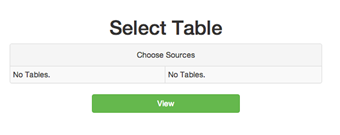 Select Table
Choose Sources
No Tables. No Tables.
View